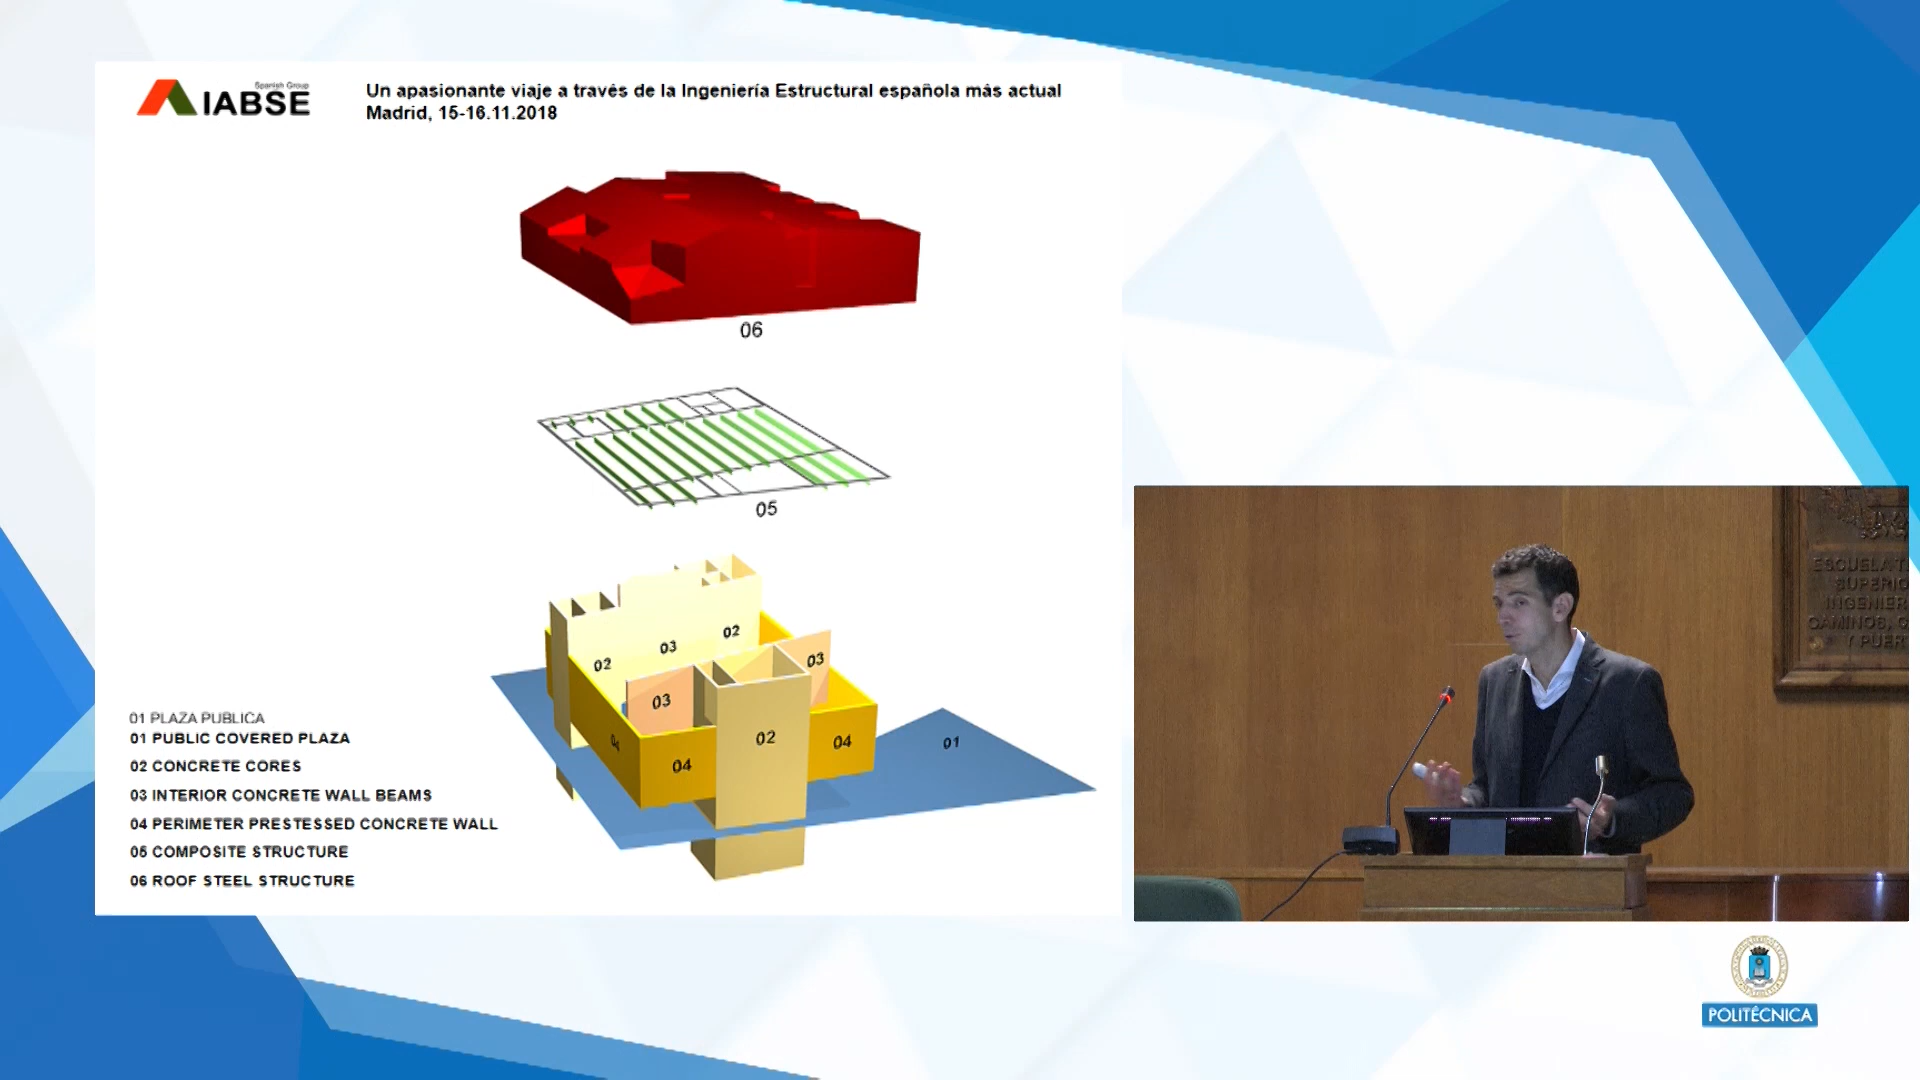 Spanish Group
IABSE
Un apasionante viaje a través de la Ingeniería Estructural española más actual
Madrid, 15-16.11.2018
06
05
02
03
02
03
03
04
04
02
04
01
01 PLAZA PUBLICA
01 PUBLIC COVERED PLAZA
02 CONCRETE CORES
03 INTERIOR CONCRETE WALL BEAMS
04 PERIMETER PRESTESSED CONCRETE WALL
05 COMPOSITE STRUCTURE
06 ROOF STEEL STRUCTURE
ESCUELA T
SUPERIO
INGENIER
CAMINOS, C
Y PUER
POLITÉCNICA